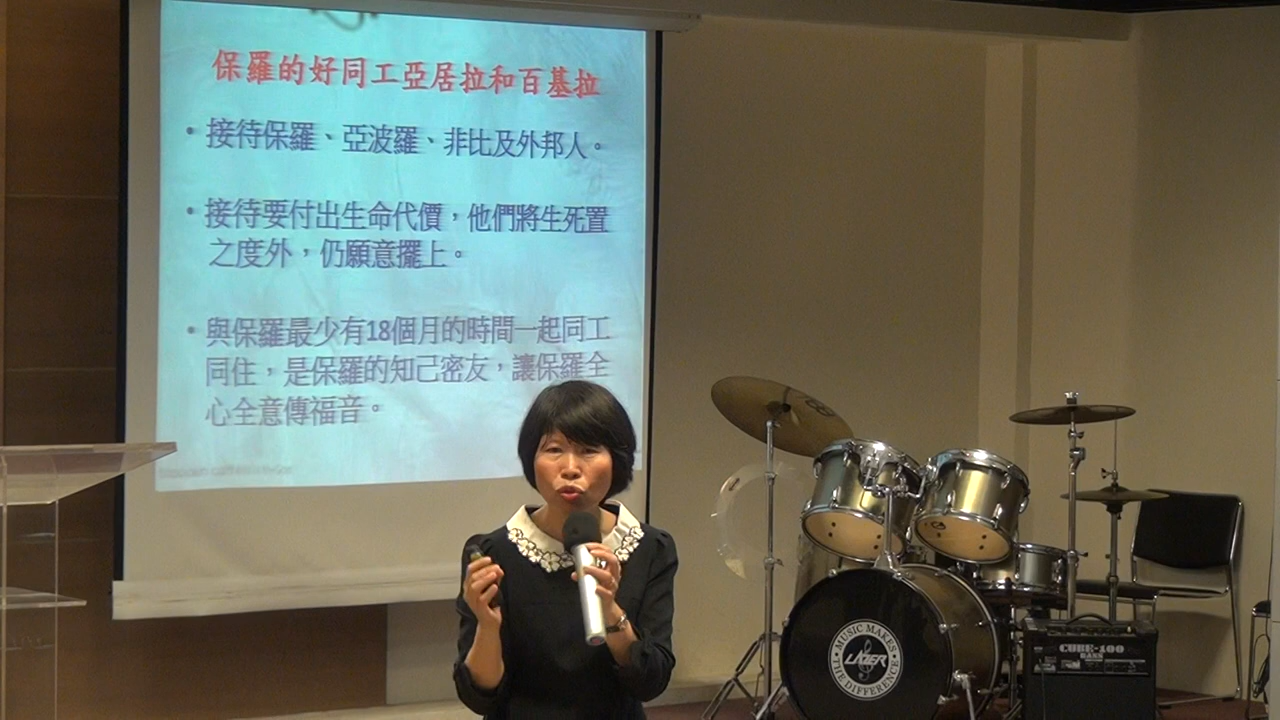 保羅的好同工亞居拉和百基拉
• 接待保羅、亞波羅、非比及外邦人。
• 接待要付出生命代價，他們將生死置
之度外，仍願意擺上。
• 與保羅最少有18個月的時間一起同工
同住，是保羅的知己密友，讓保羅全
心全意傳福音。
MUSIC MAKES
LAZER
THE DIFFERENCE
CUBE-100
BASS